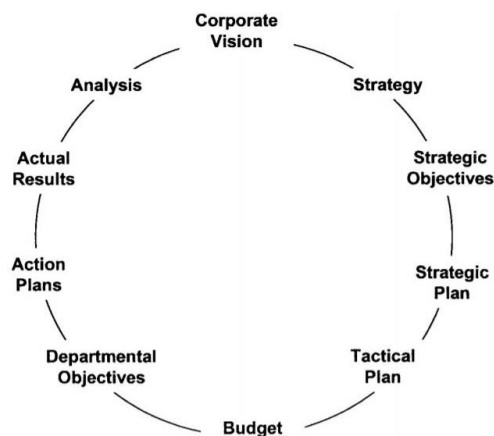 Corporate
Vision
Strategy
Strategic
Objectives
Strategic
Plan
Tactical
Plan
Budget
Departmental
Objectives
Action
Plans
Actual
Results
Analysis